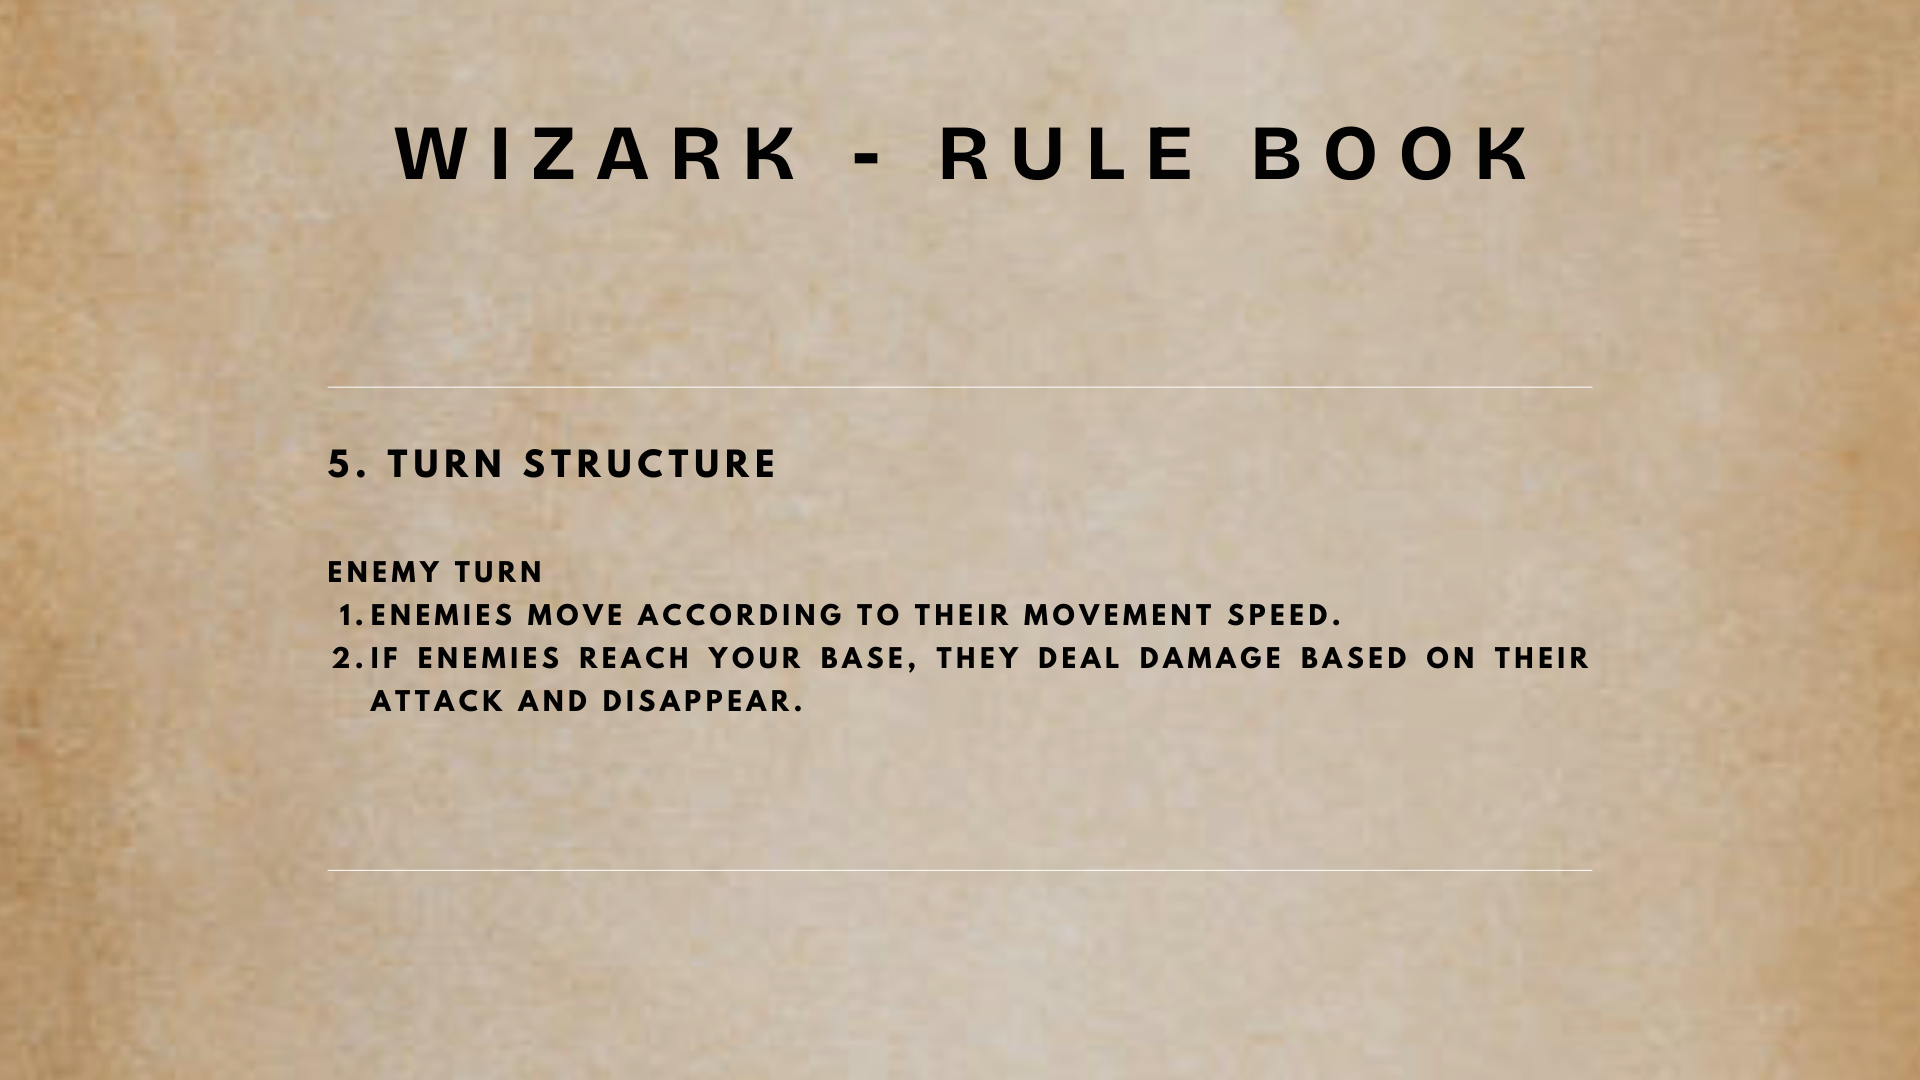 WIZARK - RULE BOOK
5. TURN STRUCTURE
ENEMY TURN
1. ENEMIES MOVE ACCORDING TO THEIR MOVEMENT SPEED.
2. IF ENEMIES REACH YOUR BASE, THEY DEAL DAMAGE BASED ON THEIR
ATTACK AND DISAPPEAR.